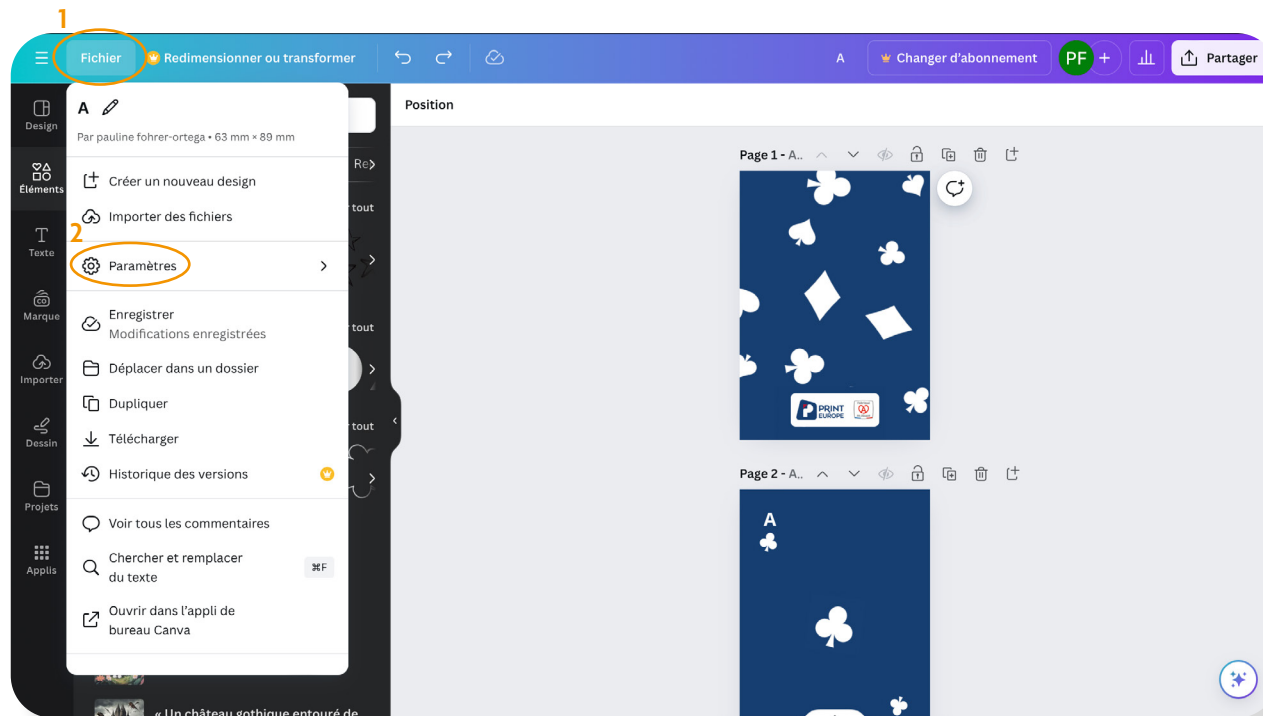 1
Fichier
Redimensionner ou transformer
A
Changer d'abonnement
PF
+
Partager
Design
Éléments
Texte
Marque
Importer
Dessin
Projets
Applis
A
Par pauline fohrer-ortega • 63 mm × 89 mm
Créer un nouveau design
Importer des fichiers
2
Paramètres
Enregistrer
Modifications enregistrées
Déplacer dans un dossier
Dupliquer
Télécharger
Historique des versions
Voir tous les commentaires
Chercher et remplacer
du texte
⌘F
Ouvrir dans l'appli de
bureau Canva
Re
tout
tout
tout
« Un château gothique entouré de
Position
Page 1 - A..
PRINT
EUROPE
Page 2 - A..
A